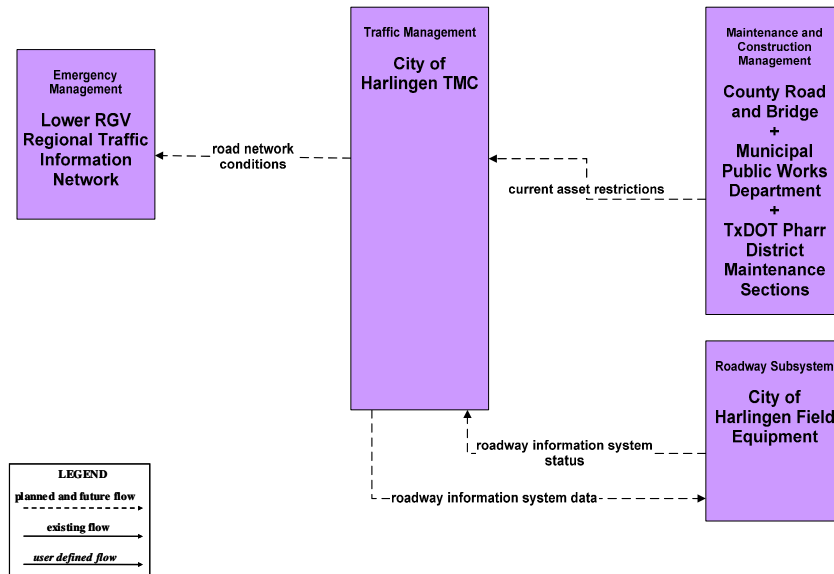 Emergency
Management
Lower RGV
Regional Traffic
Information
Network
road network
conditions
Traffic Management
City of
Harlingen TMC
Maintenance and
Construction
Management
County Road
and Bridge
+
Municipal
Public Works
Department
+
TxDOT Pharr
District
Maintenance
Sections
current asset restrictions
Roadway Subsystem
City of
Harlingen Field
Equipment
roadway information system
status
roadway information system data
LEGEND
planned and future flow
existing flow
user defined flow